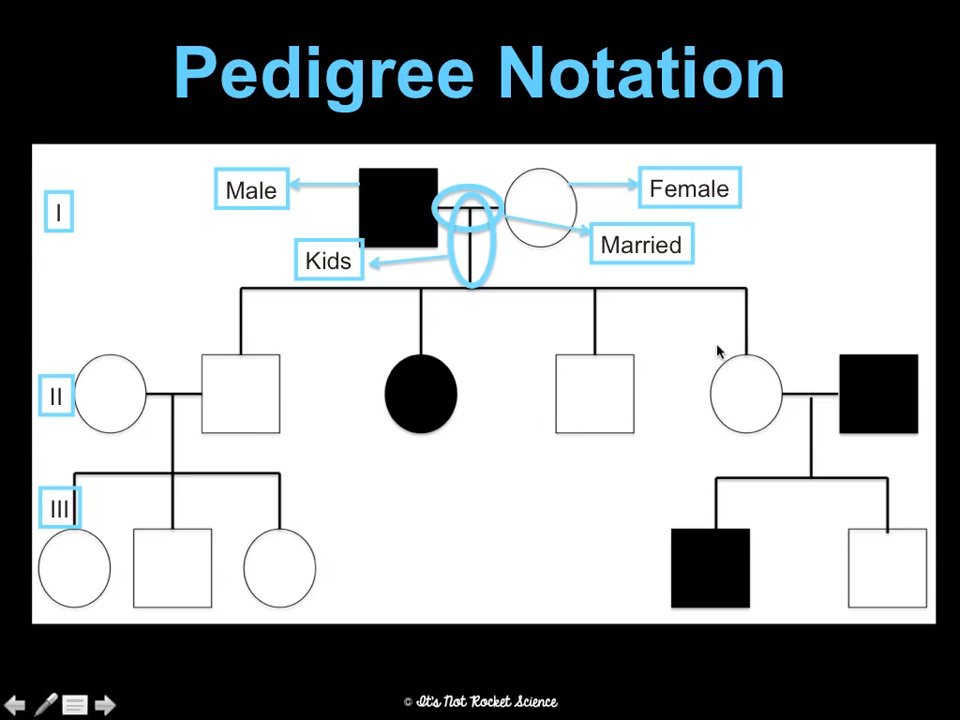 Pedigree Notation
I
Male
Female
Married
Kids
II
III
© It's Not Rocket Science